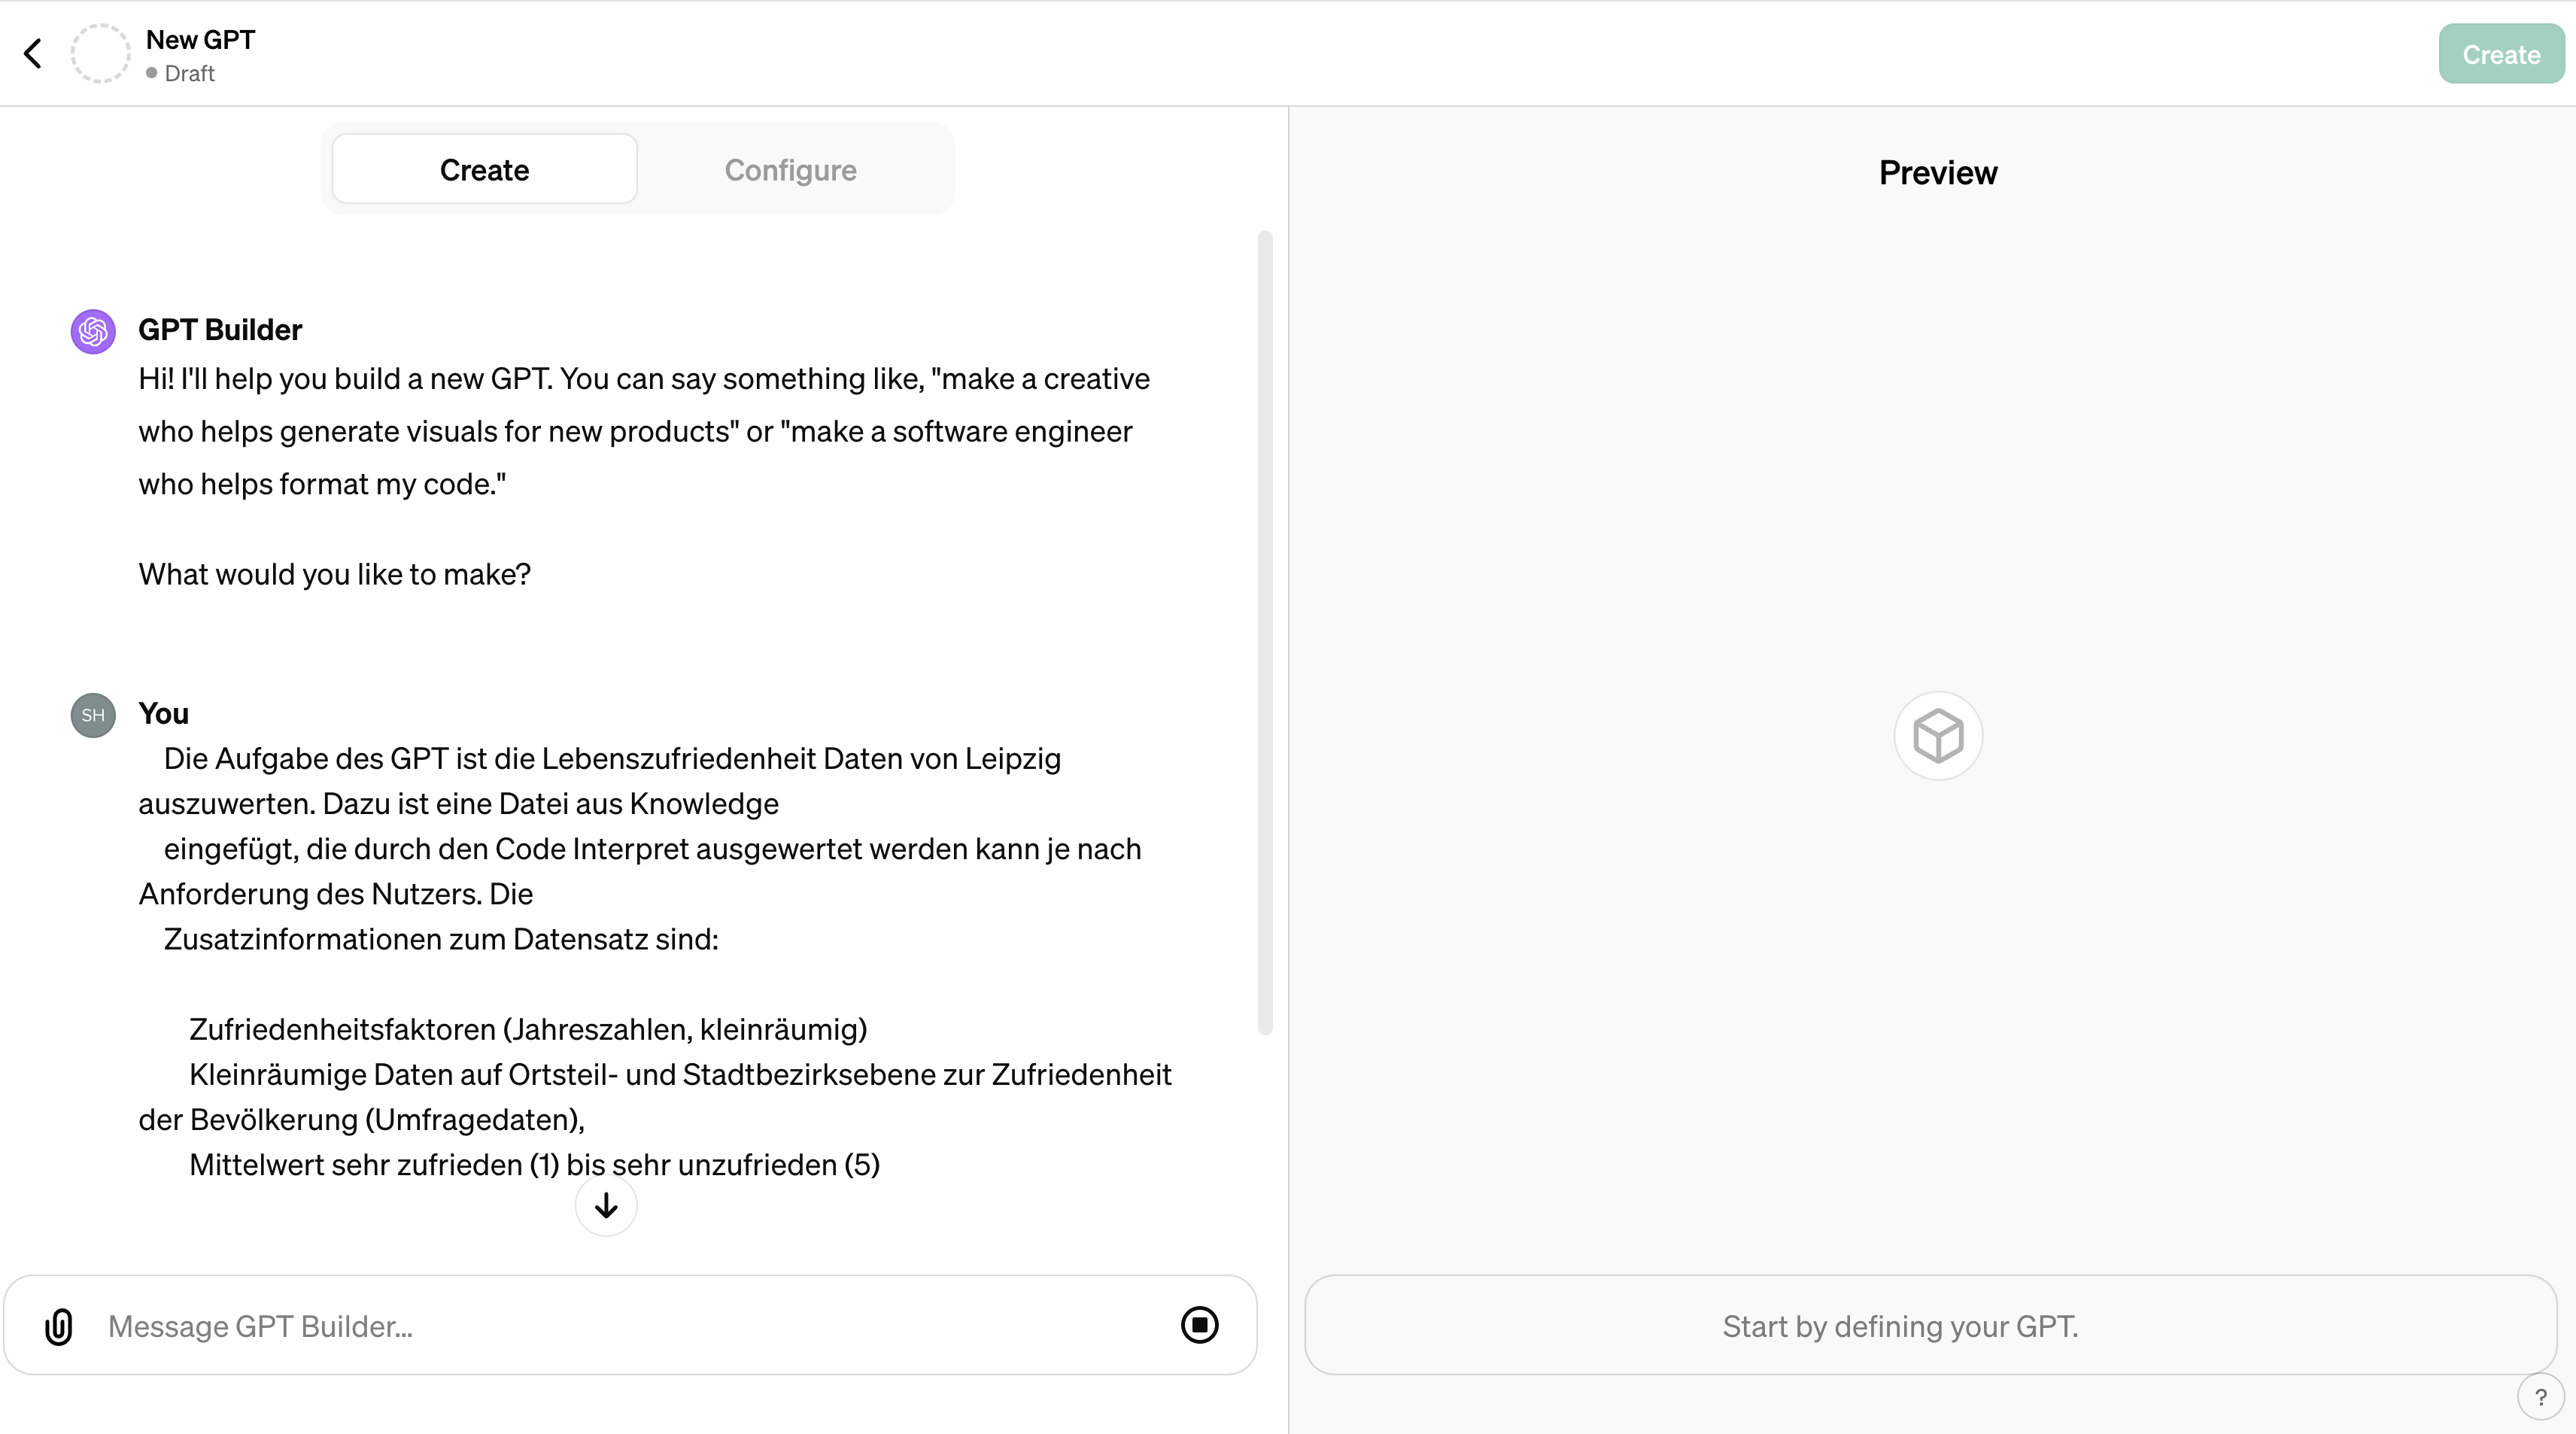 New GPT
Draft
Create
Create
Configure
Preview
GPT Builder
Hi! I'll help you build a new GPT. You can say something like, "make a creative
who helps generate visuals for new products" or "make a software engineer
who helps format my code."
What would you like to make?
SH
You
Die Aufgabe des GPT ist die Lebenszufriedenheit Daten von Leipzig
auszuwerten. Dazu ist eine Datei aus Knowledge
eingefügt, die durch den Code Interpret ausgewertet werden kann je nach
Anforderung des Nutzers. Die
Zusatzinformationen zum Datensatz sind:
Zufriedenheitsfaktoren (Jahreszahlen, kleinräumig)
Kleinräumige Daten auf Ortsteil- und Stadtbezirksebene zur Zufriedenheit
der Bevölkerung (Umfragedaten),
Mittelwert sehr zufrieden (1) bis sehr unzufrieden (5)
Message GPT Builder...
Start by defining your GPT.
?